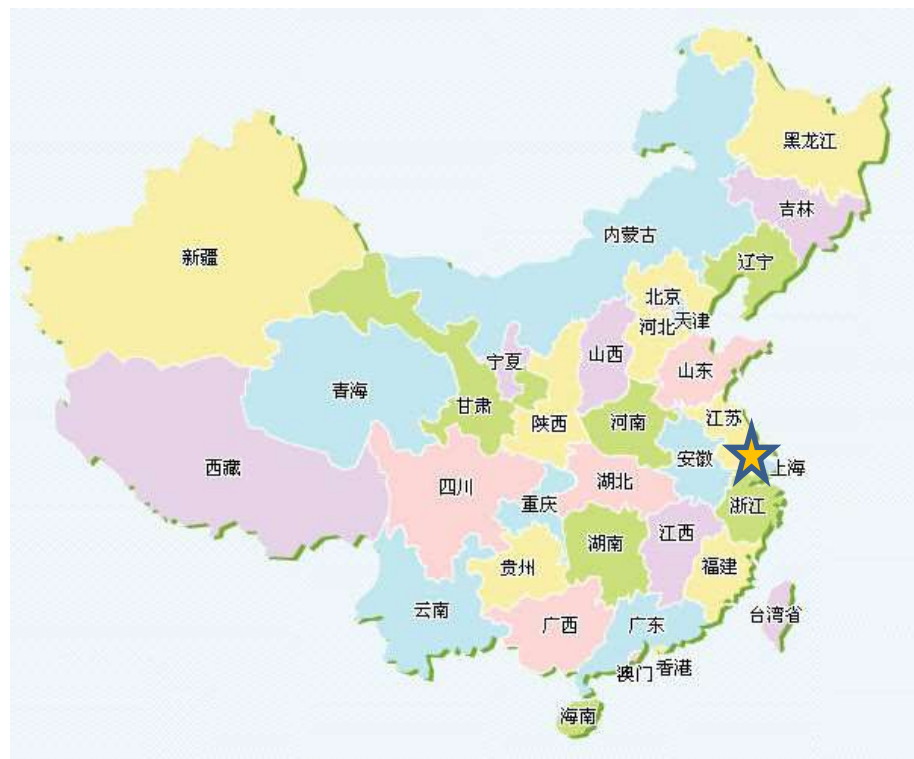 黑龙江
吉林
内蒙古
辽宁
新疆
北京
天津
河北
山西
宁夏
山东
青海
甘肃
陕西
河南
江苏
安徽
上海
西藏
四川
湖北
重庆
浙江
湖南
江西
贵州
福建
云南
广西
广东
台湾省
澳门
香港
海南